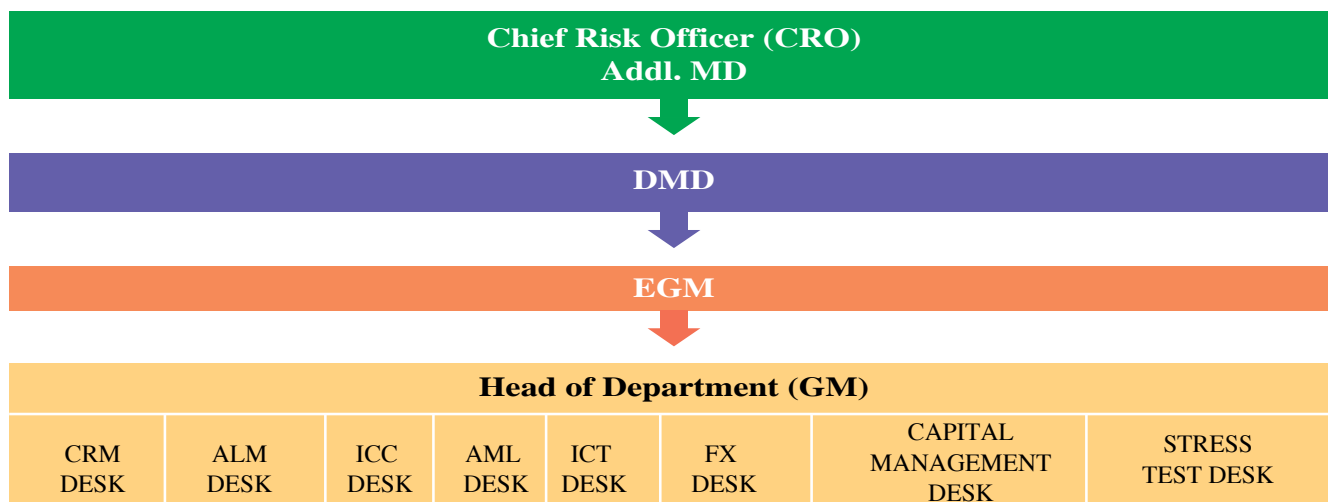 Chief Risk Officer (CRO)
Addl. MD
DMD
EGM
Head of Department (GM)
CRM
DESK
ALM
DESK
ICC
DESK
AML
DESK
ICT
DESK
FX
DESK
CAPITAL
MANAGEMENT
DESK
STRESS
TEST DESK